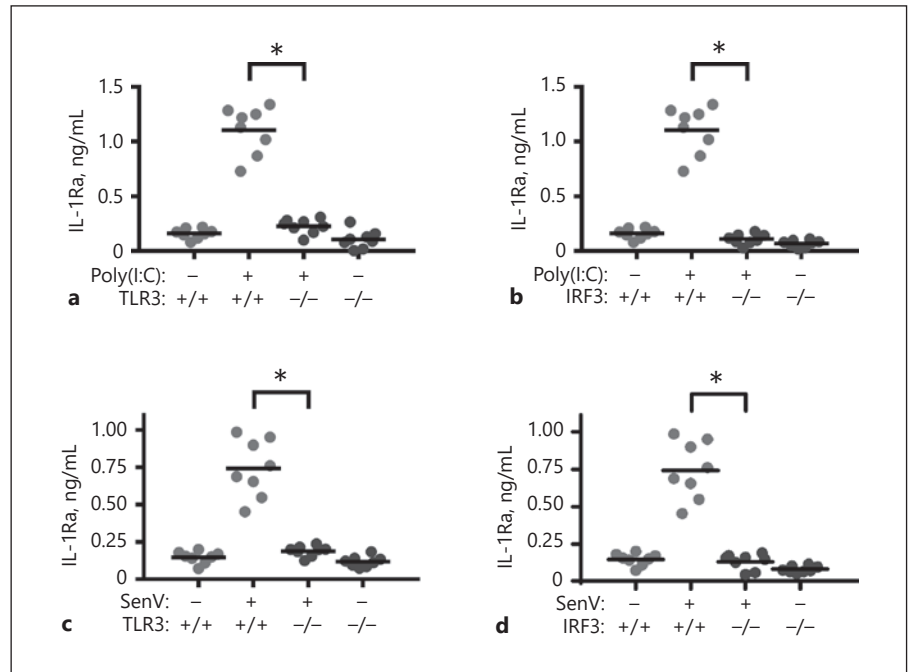 *
1.5
1.0
0.5
0
IL-1Ra, ng/mL
Poly(I:C): – + + –
a TLR3: +/+ +/+ –/– –/–
*
1.5
1.0
0.5
0
IL-1Ra, ng/mL
Poly(I:C): – + + –
b IRF3: +/+ +/+ –/– –/–
*
1.00
0.75
0.50
0.25
0
IL-1Ra, ng/mL
SenV: – + + –
c TLR3: +/+ +/+ –/– –/–
*
1.00
0.75
0.50
0.25
0
IL-1Ra, ng/mL
SenV: – + + –
d IRF3: +/+ +/+ –/– –/–